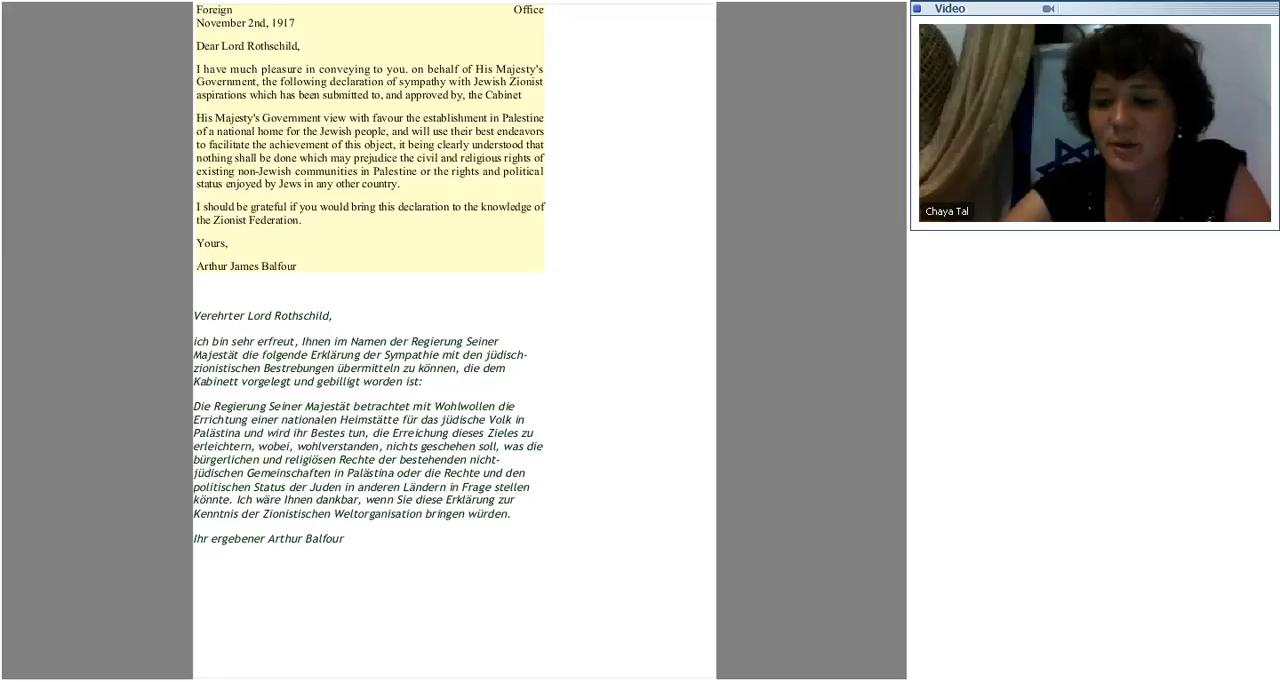 Foreign Office
November 2nd, 1917
Dear Lord Rothschild,
I have much pleasure in conveying to you. on behalf of His Majesty's
Government, the following declaration of sympathy with Jewish Zionist
aspirations which has been submitted to, and approved by, the Cabinet
His Majesty's Government view with favour the establishment in Palestine
of a national home for the Jewish people, and will use their best endeavors
to facilitate the achievement of this object, it being clearly understood that
nothing shall be done which may prejudice the civil and religious rights of
existing non-Jewish communities in Palestine or the rights and political
status enjoyed by Jews in any other country.
I should be grateful if you would bring this declaration to the knowledge of
the Zionist Federation.
Yours,
Arthur James Balfour
Verehrter Lord Rothschild,
ich bin sehr erfreut, Ihnen im Namen der Regierung Seiner
Majestät die folgende Erklärung der Sympathie mit den jüdisch-
zionistischen Bestrebungen übermitteln zu können, die dem
Kabinett vorgelegt und gebilligt worden ist:
Die Regierung Seiner Majestät betrachtet mit Wohlwollen die
Errichtung einer nationalen Heimstätte für das jüdische Volk in
Palästina und wird ihr Bestes tun, die Erreichung dieses Zieles zu
erleichtern, wobei, wohlverstanden, nichts geschehen soll, was die
bürgerlichen und religiösen Rechte der bestehenden nicht-
jüdischen Gemeinschaften in Palästina oder die Rechte und den
politischen Status der Juden in anderen Ländern in Frage stellen
könnte. Ich wäre Ihnen dankbar, wenn Sie diese Erklärung zur
Kenntnis der Zionistischen Weltorganisation bringen würden.
Ihr ergebener Arthur Balfour
Video
Chaya Tal